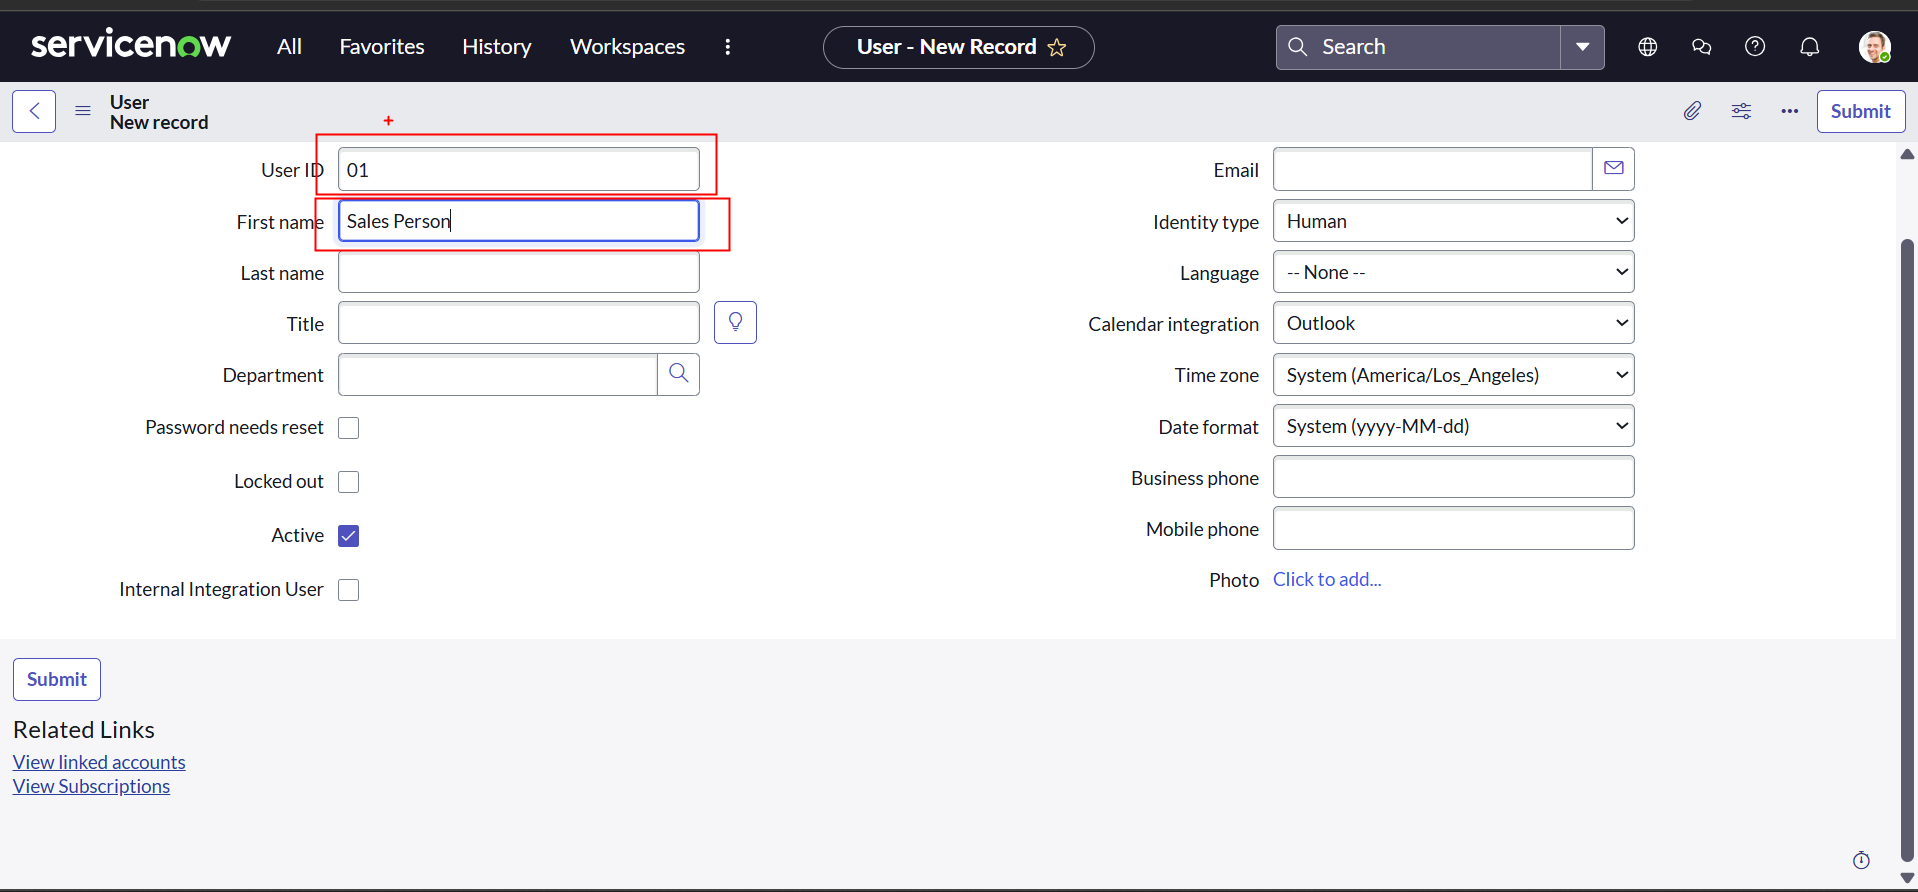 servicenow All Favorites History Workspaces User - New Record Search
User
New record
Submit
User ID 01
First name Sales Person
Last name
Title
Department
Password needs reset
Locked out
Active
Internal Integration User
Email
Identity type Human
Language -- None --
Calendar integration Outlook
Time zone System (America/Los_Angeles)
Date format System (yyyy-MM-dd)
Business phone
Mobile phone
Photo Click to add...
Submit
Related Links
View linked accounts
View Subscriptions